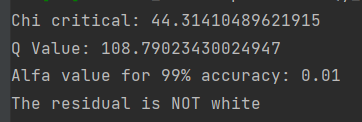 Chi critical: 44.31410489621915
Q Value: 108.79023430024947
Alfa value for 99% accuracy: 0.01
The residual is NOT white